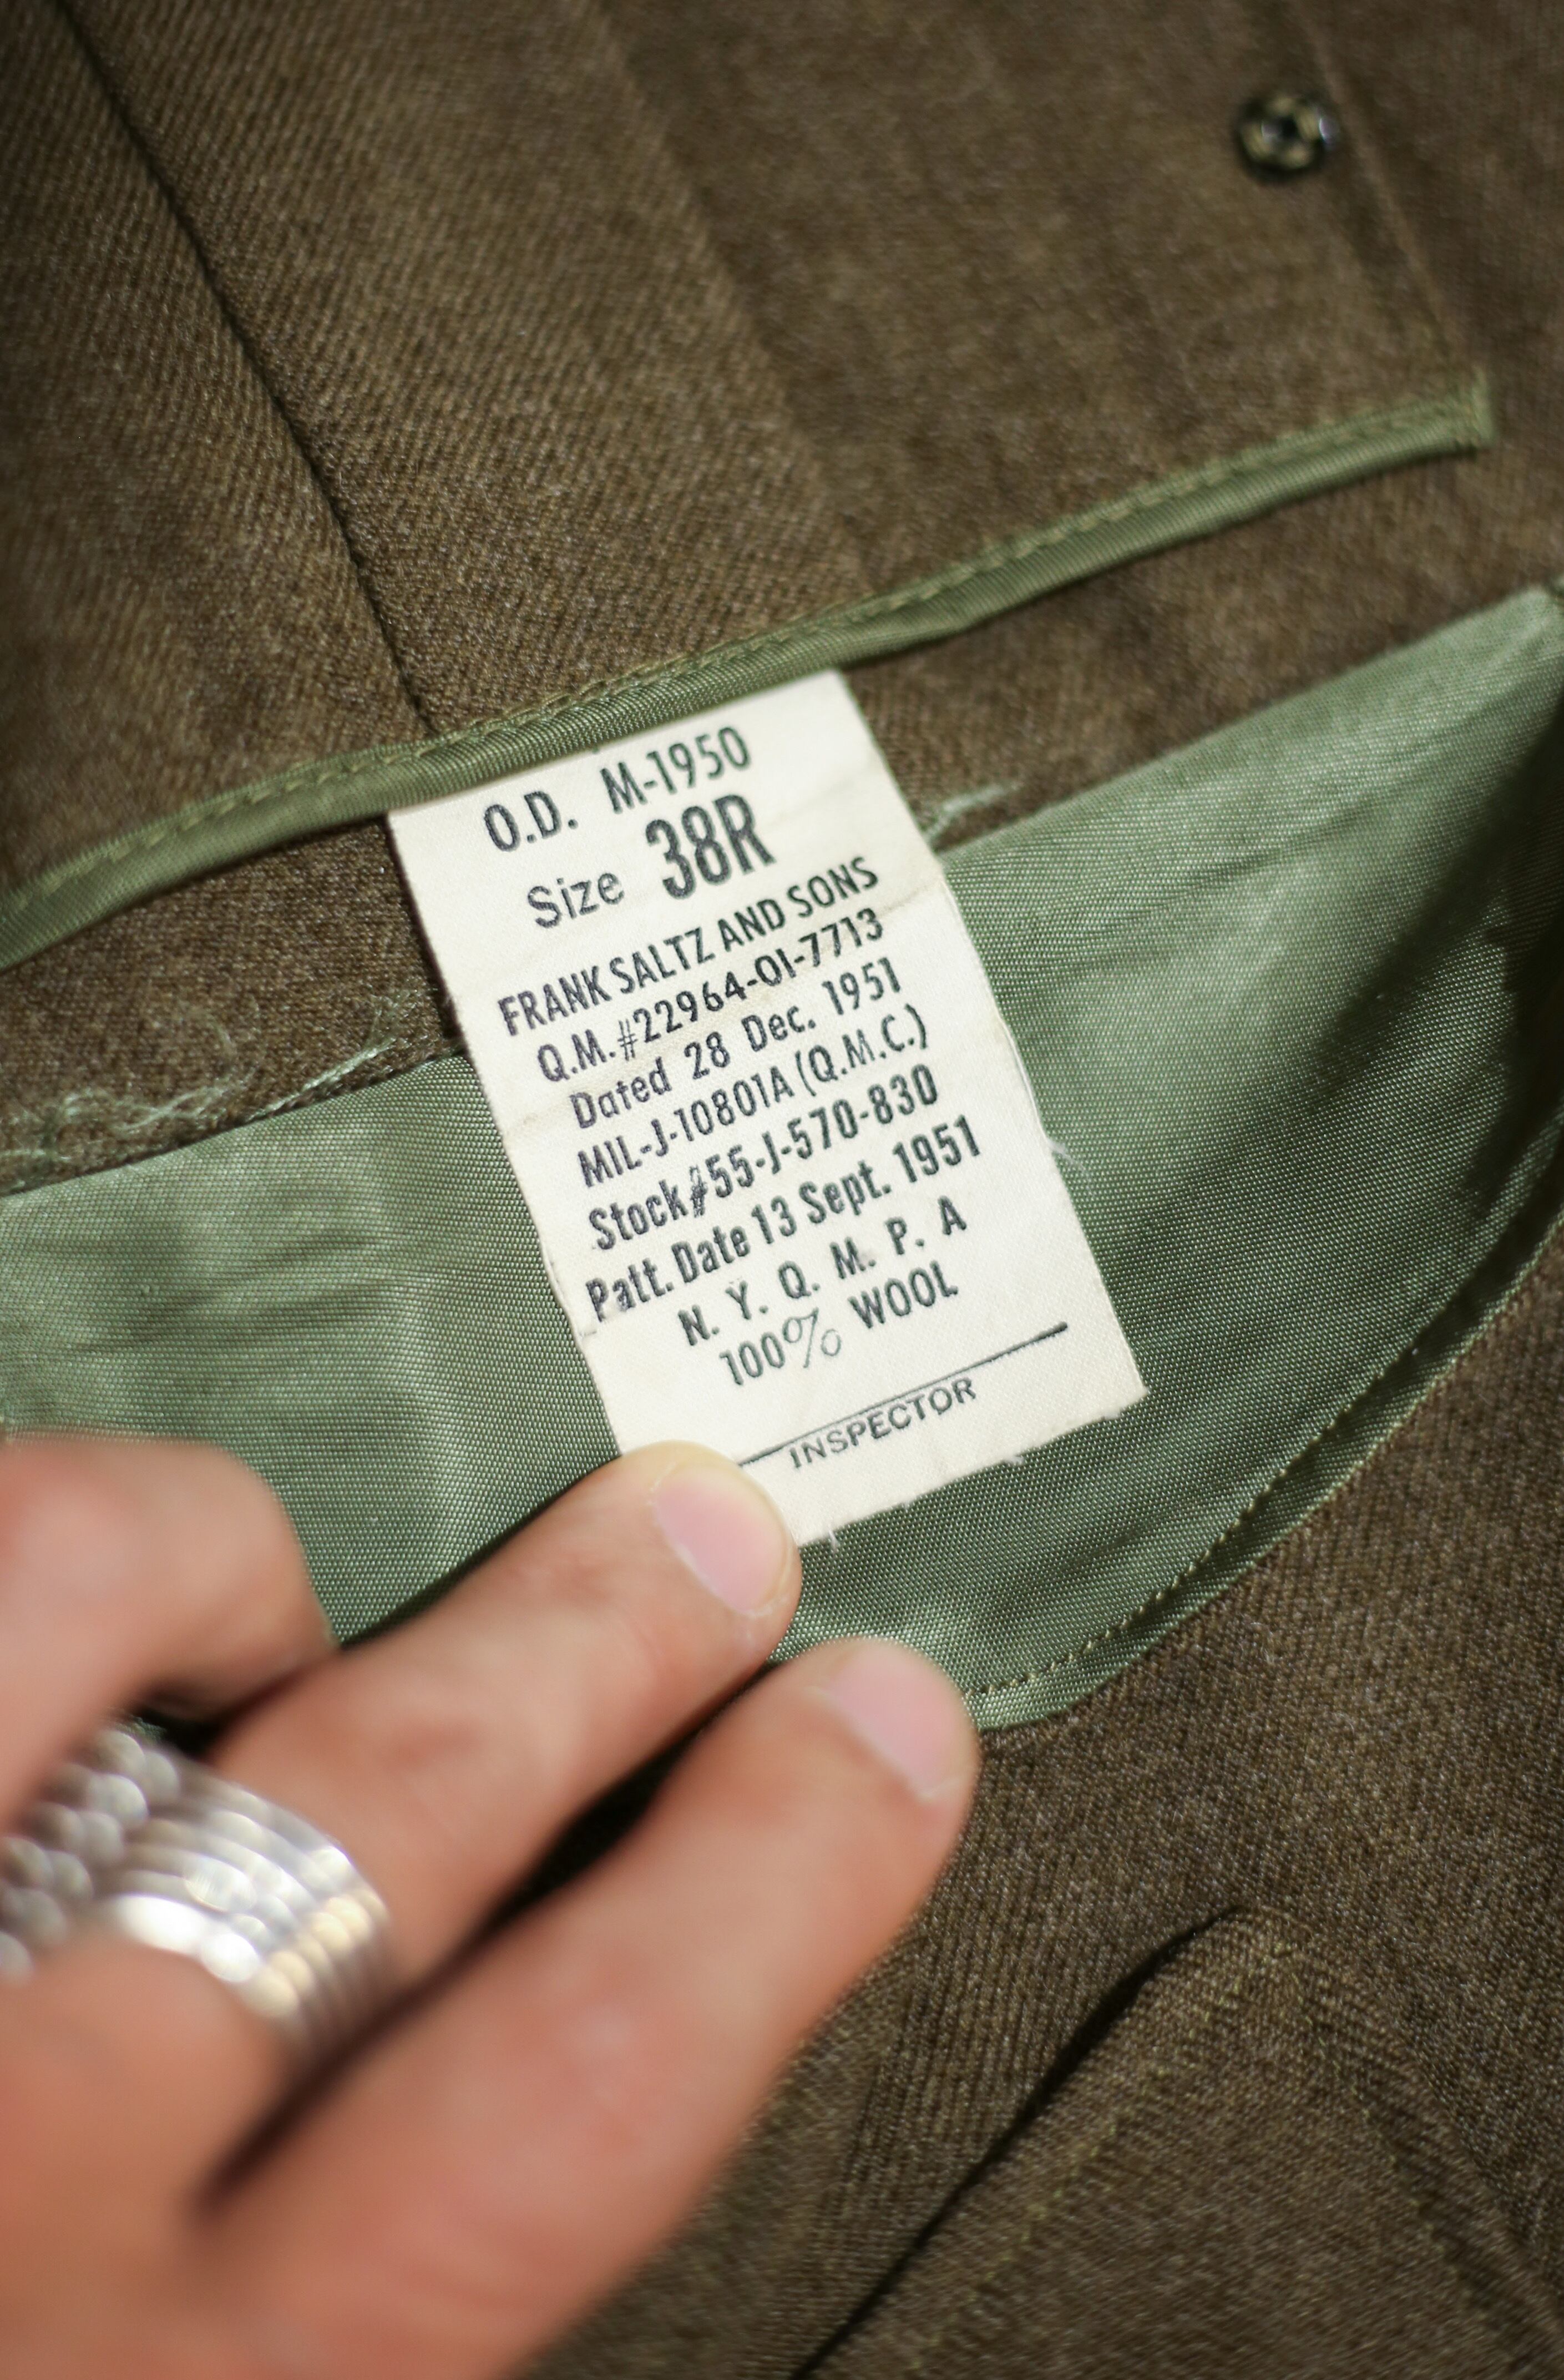 O.D. M-1950
Size 38R
FRANK SALTZ AND SONS
Q.M.#22964-01-7713
Dated 28 Dec. 1951
MIL-J-10801A (Q.M.C.)
Stock#55-J-570-830
Patt. Date 13 Sept. 1951
N. Y. Q. M. P. A
100% WOOL
INSPECTOR